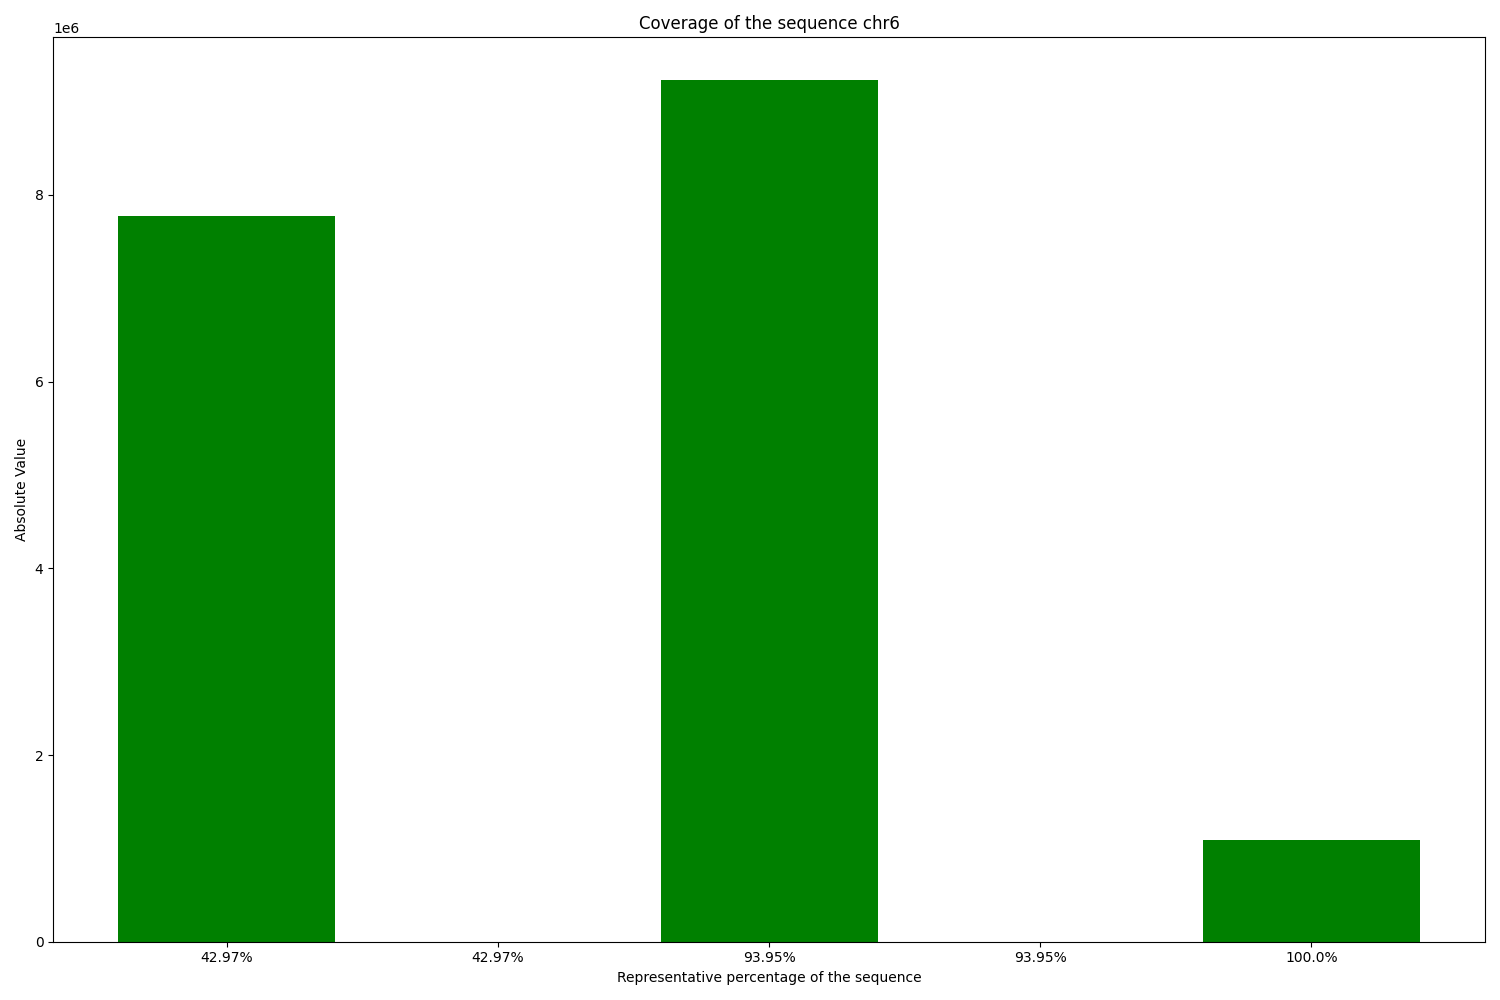 Coverage of the sequence chr6
1e6
8
6
4
2
0
Absolute Value
42.97% 42.97% 93.95% 93.95% 100.0%
Representative percentage of the sequence